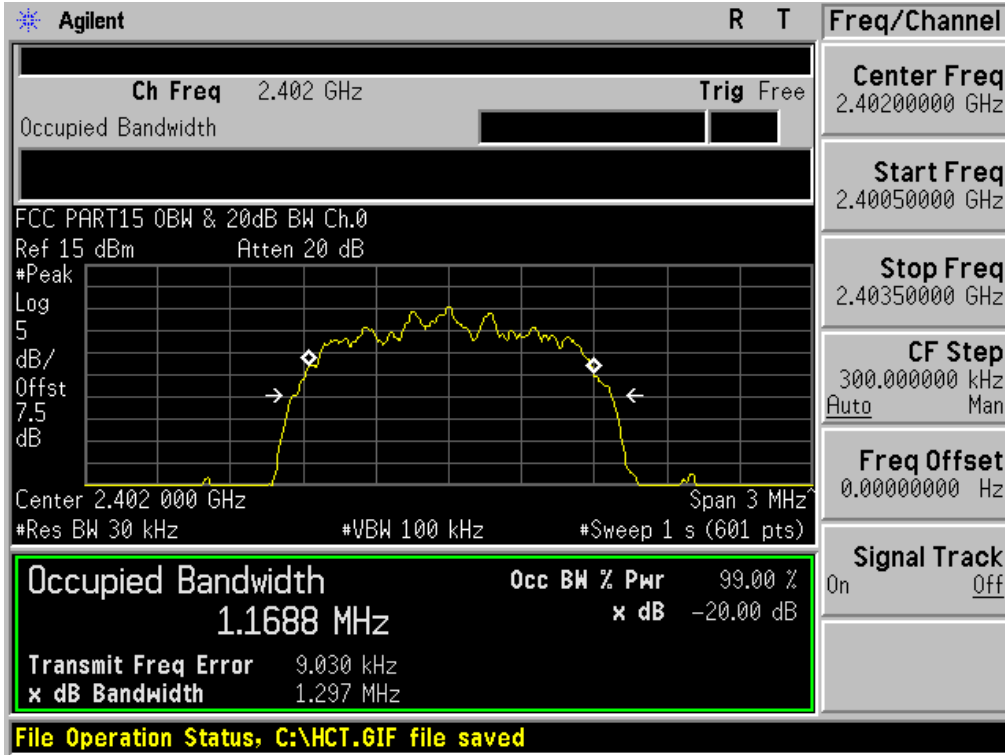 Agilent R T
Ch Freq 2.402 GHz Trig Free
Occupied Bandwidth
FCC PART15 OBW & 20dB BW Ch.0
Ref 15 dBm Atten 20 dB
#Peak
Log
5
dB/
Offst
7.5
dB
Center 2.402 000 GHz Span 3 MHz^
#Res BW 30 kHz #VBW 100 kHz #Sweep 1 s (601 pts)
Occupied Bandwidth
1.1688 MHz
Occ BW % Pwr 99.00 %
x dB -20.00 dB
Transmit Freq Error 9.030 kHz
x dB Bandwidth 1.297 MHz
File Operation Status, C:\HCT.GIF file saved
Freq/Channel
Center Freq
2.40200000 GHz
Start Freq
2.40050000 GHz
Stop Freq
2.40350000 GHz
CF Step
300.000000 kHz
Auto Man
Freq Offset
0.00000000 Hz
Signal Track
On Off